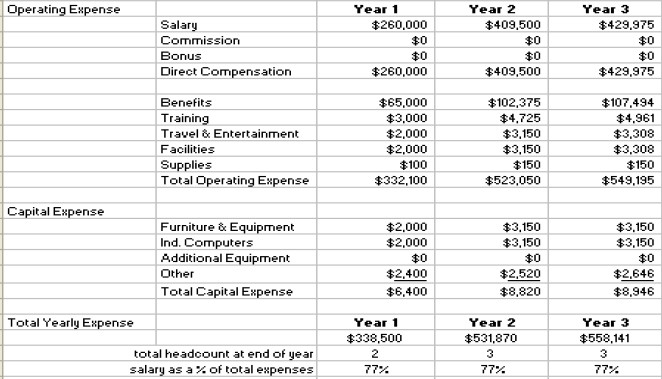 Operating Expense Year 1 Year 2 Year 3
Salary $260,000 $409,500 $429,975
Commission $0 $0 $0
Bonus $0 $0 $0
Direct Compensation $260,000 $409,500 $429,975
Benefits $65,000 $102,375 $107,494
Training $3,000 $4,725 $4,961
Travel & Entertainment $2,000 $3,150 $3,308
Facilities $2,000 $3,150 $3,308
Supplies $100 $150 $150
Total Operating Expense $332,100 $523,050 $549,195
Capital Expense
Furniture & Equipment $2,000 $3,150 $3,150
Ind. Computers $2,000 $3,150 $3,150
Additional Equipment $0 $0 $0
Other $2,400 $2,520 $2,646
Total Capital Expense $6,400 $8,820 $8,946
Total Yearly Expense Year 1 Year 2 Year 3
$338,500 $531,870 $558,141
total headcount at end of year 2 3 3
salary as a % of total expenses 77% 77% 77%